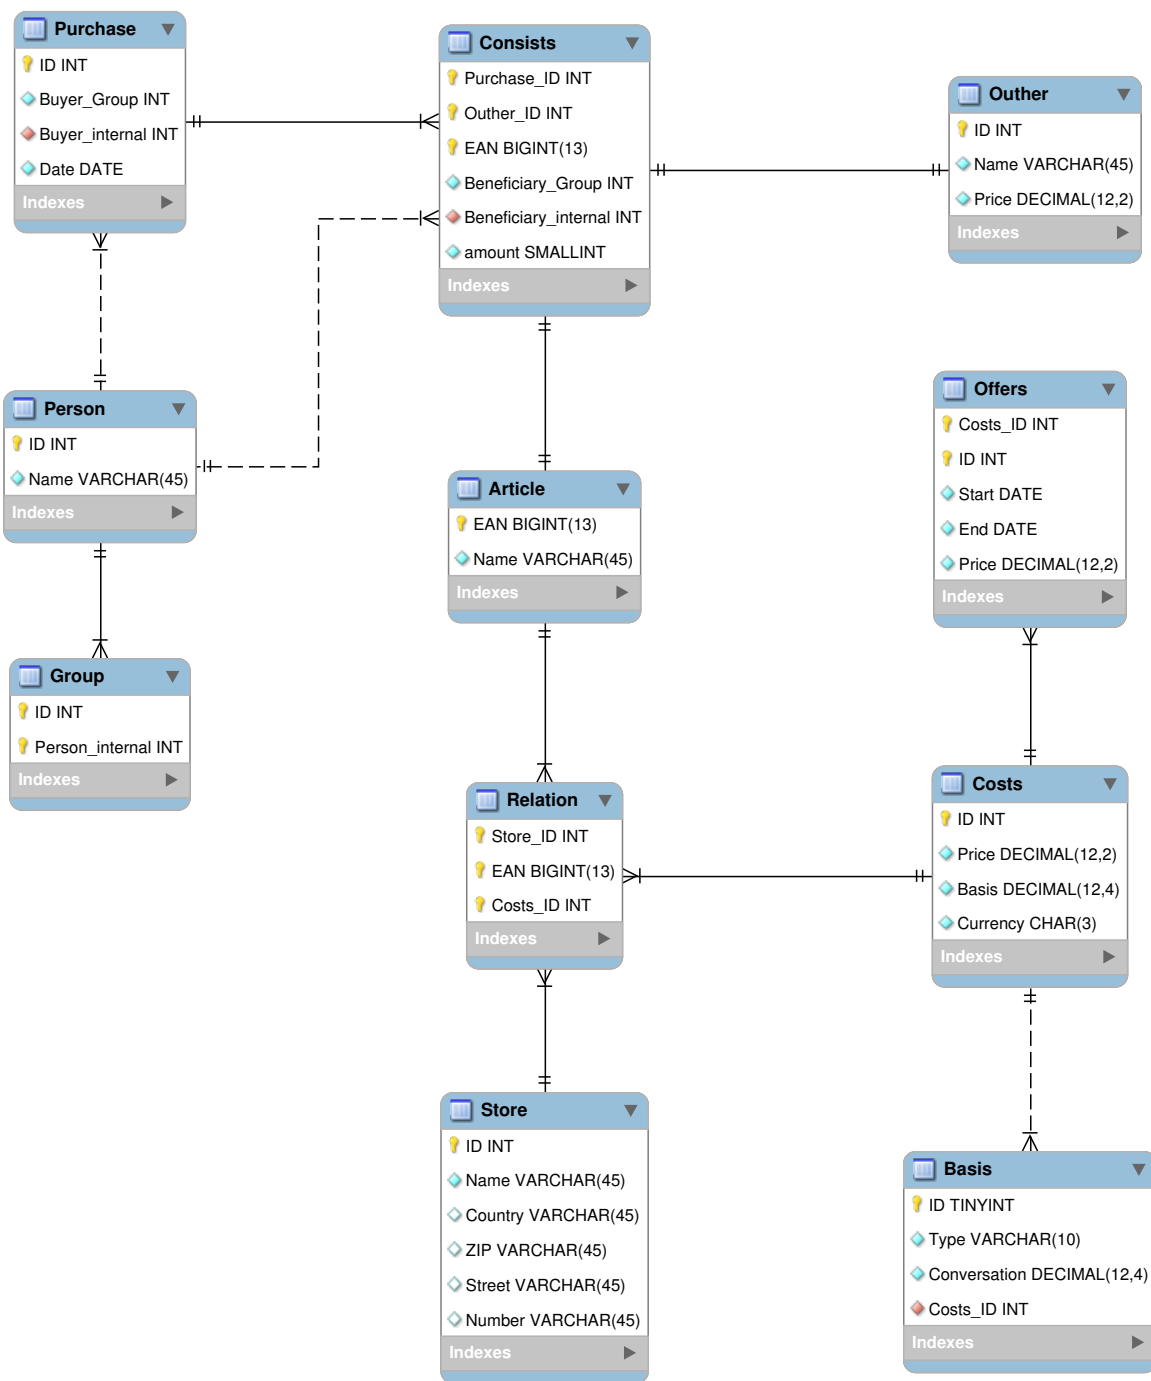 Purchase
ID INT
Buyer_Group INT
Buyer_internal INT
Date DATE
Indexes
Consists
Purchase_ID INT
Outher_ID INT
EAN BIGINT(13)
Beneficiary_Group INT
Beneficiary_internal INT
amount SMALLINT
Indexes
Outher
ID INT
Name VARCHAR(45)
Price DECIMAL(12,2)
Indexes
Person
ID INT
Name VARCHAR(45)
Indexes
Article
EAN BIGINT(13)
Name VARCHAR(45)
Indexes
Offers
Costs_ID INT
ID INT
Start DATE
End DATE
Price DECIMAL(12,2)
Indexes
Group
ID INT
Person_internal INT
Indexes
Relation
Store_ID INT
EAN BIGINT(13)
Costs_ID INT
Indexes
Costs
ID INT
Price DECIMAL(12,2)
Basis DECIMAL(12,4)
Currency CHAR(3)
Indexes
Store
ID INT
Name VARCHAR(45)
Country VARCHAR(45)
ZIP VARCHAR(45)
Street VARCHAR(45)
Number VARCHAR(45)
Indexes
Basis
ID TINYINT
Type VARCHAR(10)
Conversation DECIMAL(12,4)
Costs_ID INT
Indexes